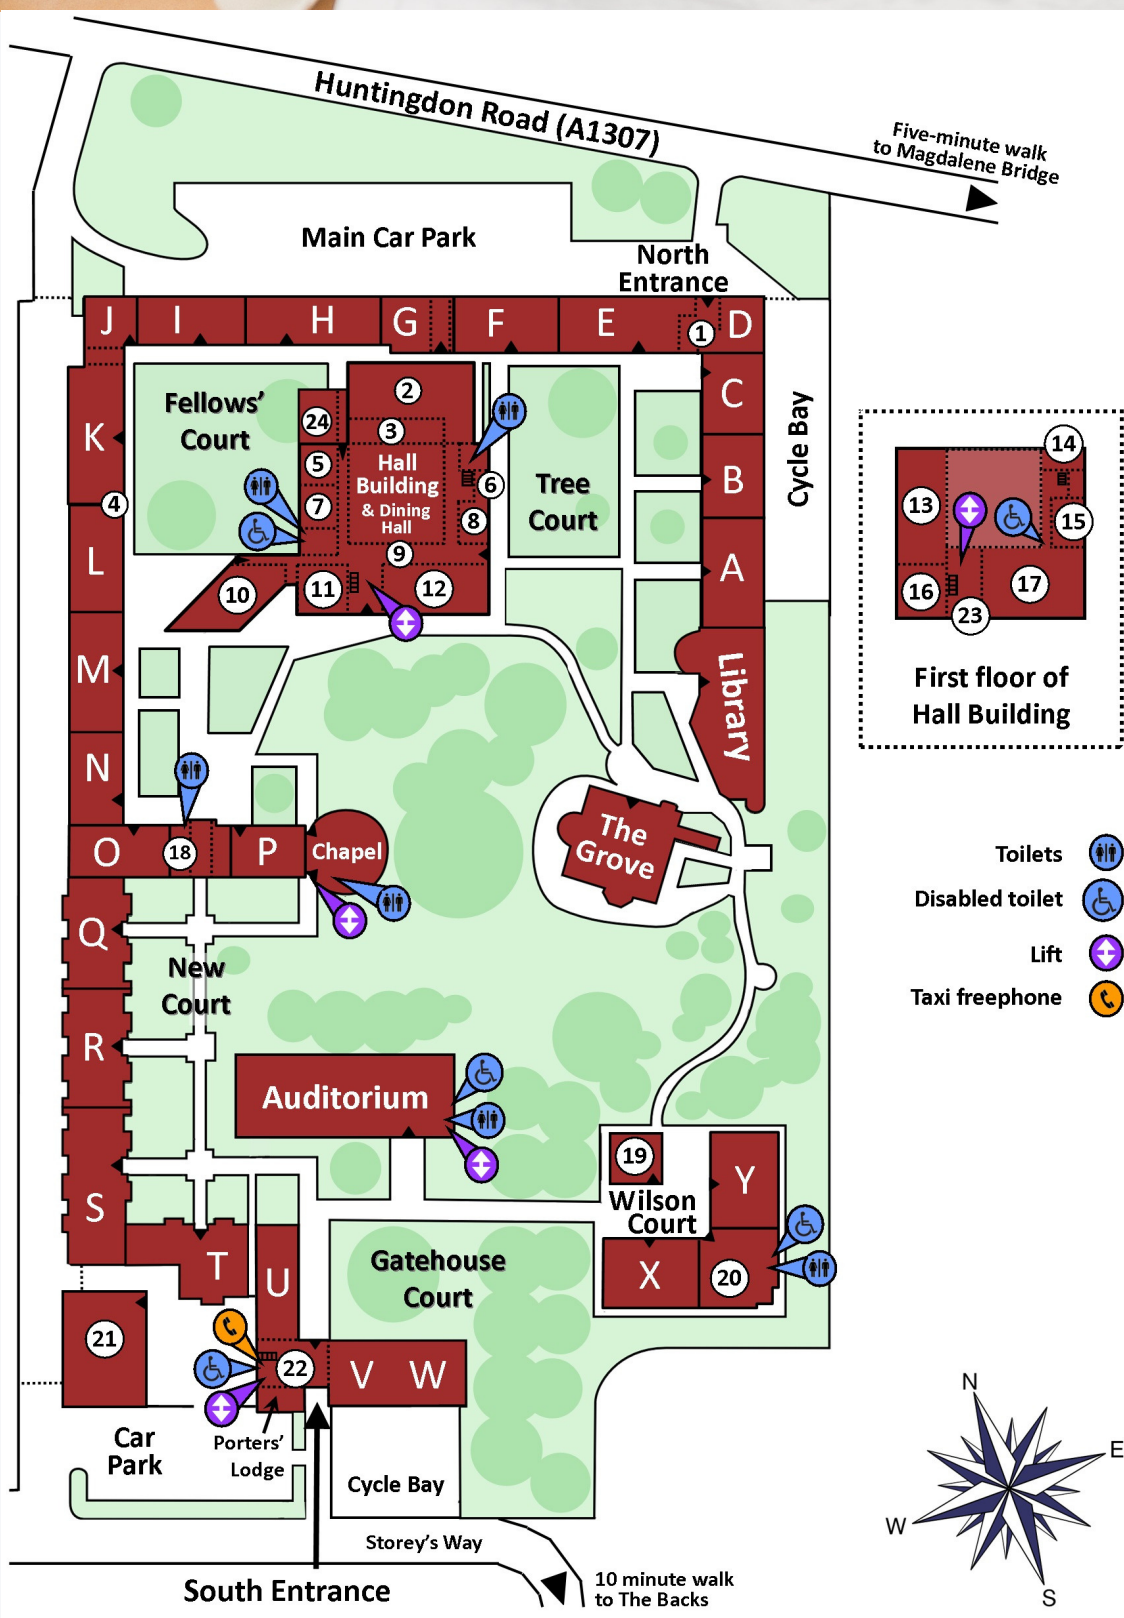 Huntingdon Road (A1307)
Five-minute walk
to Magdalene Bridge
Main Car Park
North
Entrance
J
I
H
G
F
E
1
D
Fellows'
Court
24
2
3
5
Hall
Building
& Dining
Hall
6
7
8
9
10
11
12
Tree
Court
C
B
A
Cycle Bay
Library
K
4
L
M
N
13
14
15
16
17
23
First floor of
Hall Building
O
18
P
Chapel
The
Grove
Toilets
Disabled toilet
Lift
Taxi freephone
Q
New
Court
R
Auditorium
S
19
Wilson
Court
Y
X
20
T
U
Gatehouse
Court
21
22
V
W
Car
Park
Porters'
Lodge
Cycle Bay
Storey's Way
South Entrance
10 minute walk
to The Backs
N
E
W
S